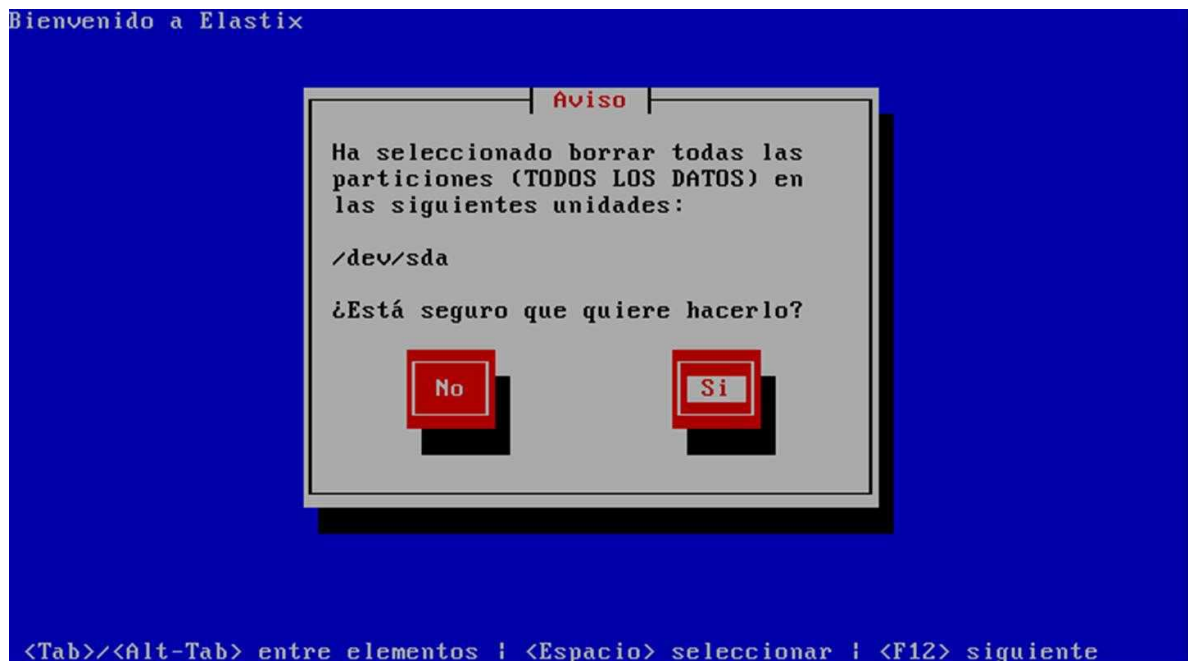 Bienvenido a Elastix
Aviso
Ha seleccionado borrar todas las
particiones (TODOS LOS DATOS) en
las siguientes unidades:
/dev/sda
¿Está seguro que quiere hacerlo?
No
Si
<Tab>/<Alt-Tab> entre elementos ¦ <Espacio> seleccionar ¦ <F12> siguiente